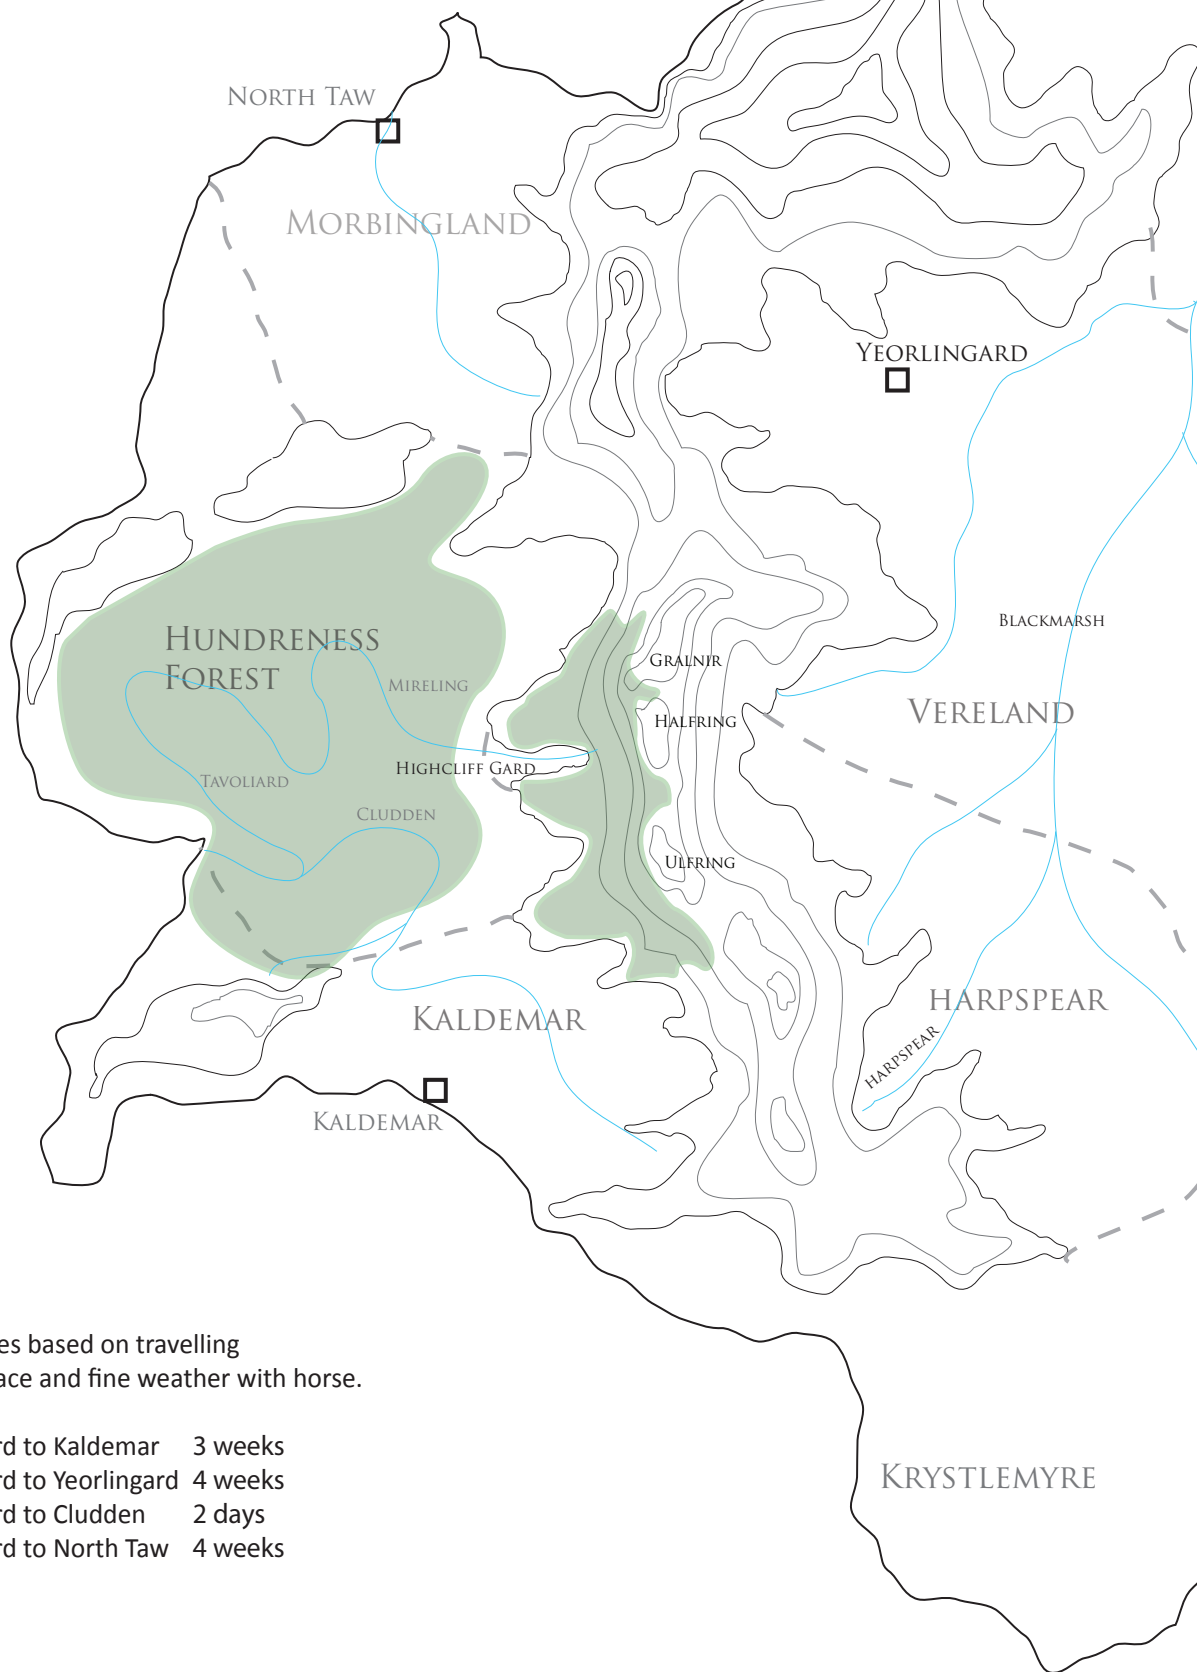 NORTH TAW
MORBINGLAND
YEORLINGARD
HUNDRENESS
FOREST
BLACKMARSH
GRALNIR
MIRELING
HALFRING
VERELAND
HIGHCLIFF GARD
TAVOLIARD
CLUDDEN
ULFRING
HARPSPEAR
KALDEMAR
HARPSPEAR
KALDEMAR
es based on travelling
ace and fine weather with horse.
rd to Kaldemar 3 weeks
rd to Yeorlingard 4 weeks
rd to Cludden 2 days
rd to North Taw 4 weeks
KRYSTLEMYRE